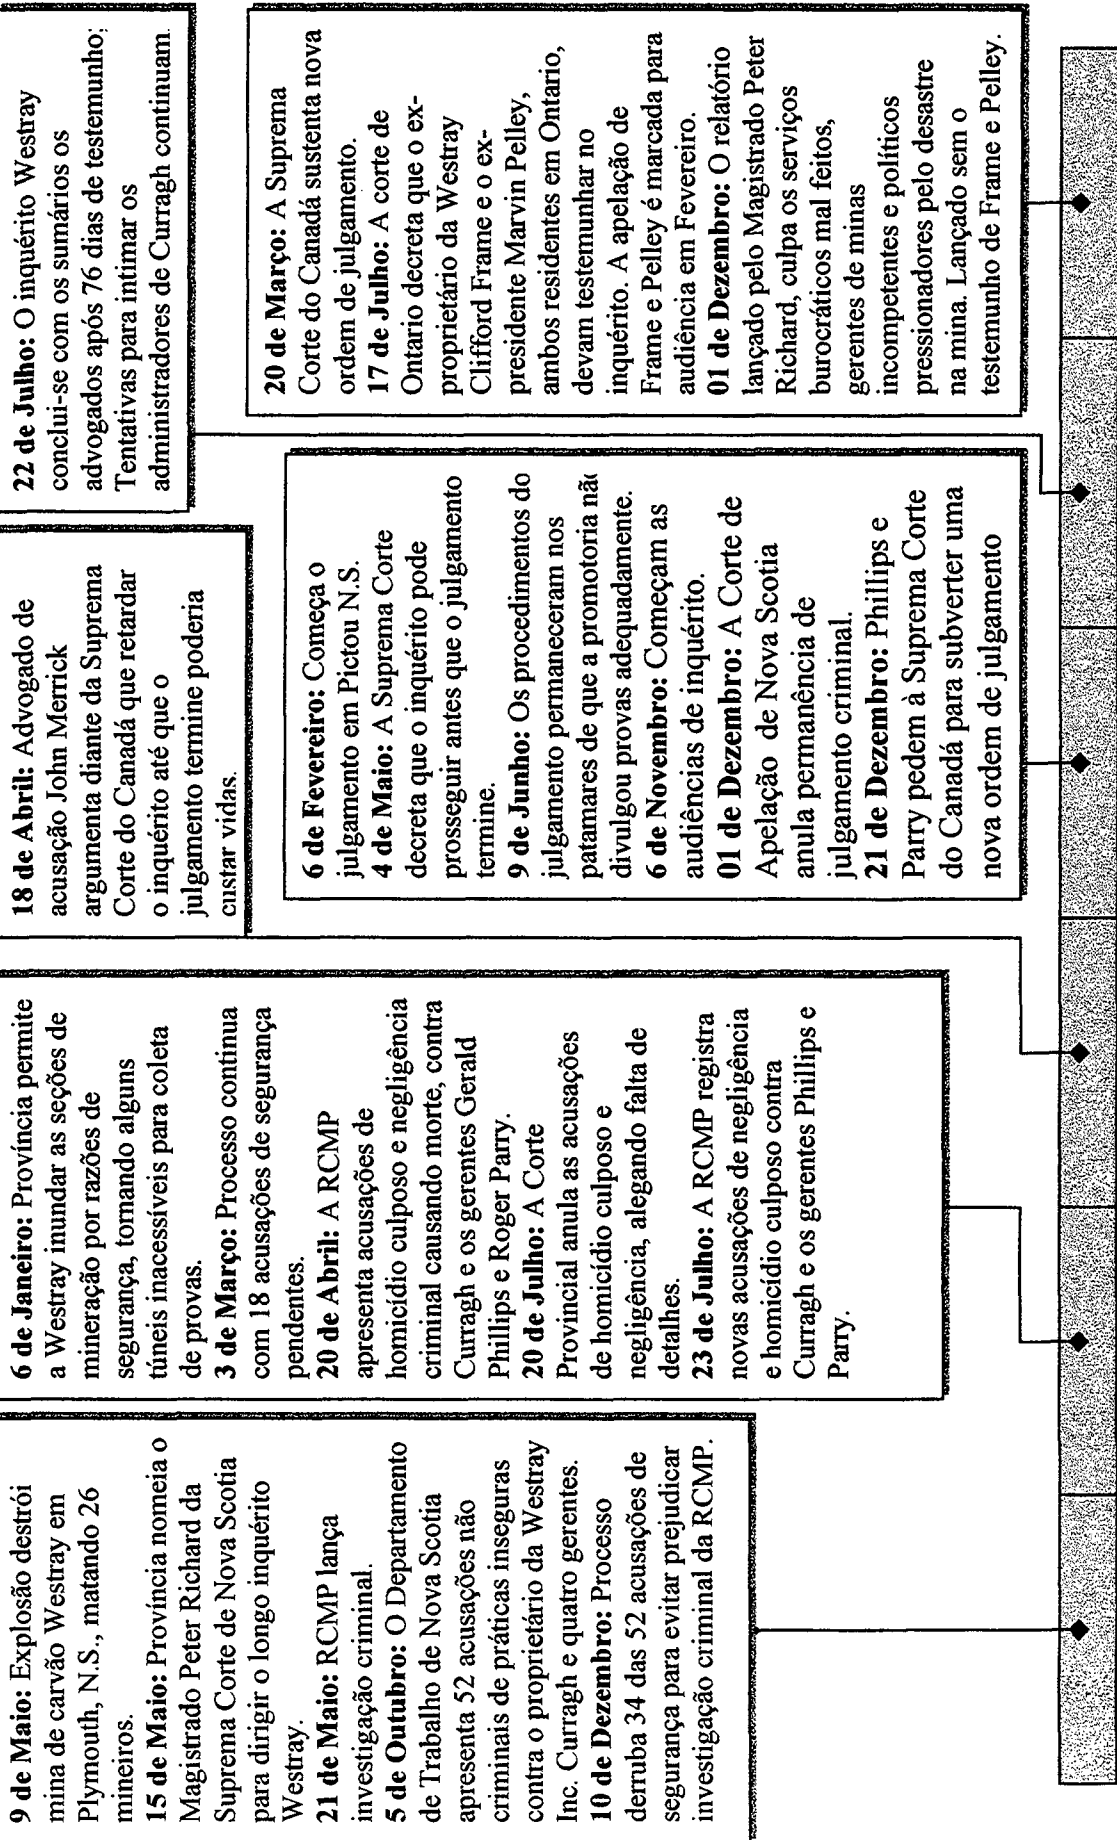 9 de Maio: Explosão destrói
mina de carvão Westray em
Plymouth, N.S., matando 26
mineiros.
15 de Maio: Província nomeia o
Magistrado Peter Richard da
Suprema Corte de Nova Scotia
para dirigir o longo inquérito
Westray.
21 de Maio: RCMP lança
investigação criminal.
5 de Outubro: O Departamento
de Trabalho de Nova Scotia
apresenta 52 acusações não
criminais de práticas inseguras
contra o proprietário da Westray
Inc. Curragh e quatro gerentes.
10 de Dezembro: Processo
derruba 34 das 52 acusações de
segurança para evitar prejudicar
investigação criminal da RCMP.
6 de Janeiro: Província permite
a Westray inundar as seções de
mineração por razões de
segurança, tornando alguns
túneis inacessíveis para coleta
de provas.
3 de Março: Processo continua
com 18 acusações de segurança
pendentes.
20 de Abril: A RCMP
apresenta acusações de
homicídio culposo e negligência
criminal causando morte, contra
Curragh e os gerentes Gerald
Phillips e Roger Parry.
20 de Julho: A Corte
Provincial anula as acusações
de homicídio culposo e
negligência, alegando falta de
detalhes.
23 de Julho: A RCMP registra
novas acusações de negligência
e homicídio culposo contra
Curragh e os gerentes Phillips e
Parry.
18 de Abril: Advogado de
acusação John Merrick
argumenta diante da Suprema
Corte do Canadá que retardar
o inquérito até que o
julgamento termine poderia
custar vidas.
6 de Fevereiro: Começa o
julgamento em Pictou N.S.
4 de Maio: A Suprema Corte
decreta que o inquérito pode
prosseguir antes que o julgamento
termine.
9 de Junho: Os procedimentos do
julgamento permaneceram nos
patamares de que a promotoria não
divulgou provas adequadamente.
6 de Novembro: Começam as
audiências de inquérito.
01 de Dezembro: A Corte de
Apelação de Nova Scotia
anula permanência de
julgamento criminal.
21 de Dezembro: Phillips e
Parry pedem à Suprema Corte
do Canadá para subverter uma
nova ordem de julgamento
22 de Julho: O inquérito Westray
conclui-se com os sumários os
advogados após 76 dias de testemunho;
Tentativas para intimar os
administradores de Curragh continuam.
20 de Março: A Suprema
Corte do Canadá sustenta nova
ordem de julgamento.
17 de Julho: A corte de
Ontario decreta que o ex-
proprietário da Westray
Clifford Frame e o ex-
presidente Marvin Pelley,
ambos residentes em Ontario,
devam testemunhar no
inquérito. A apelação de
Frame e Pelley é marcada para
audiência em Fevereiro.
01 de Dezembro: O relatório
lançado pelo Magistrado Peter
Richard, culpa os serviços
burocráticos mal feitos,
gerentes de minas
incompetentes e políticos
pressionadores pelo desastre
na mina. Lançado sem o
testemunho de Frame e Pelley.